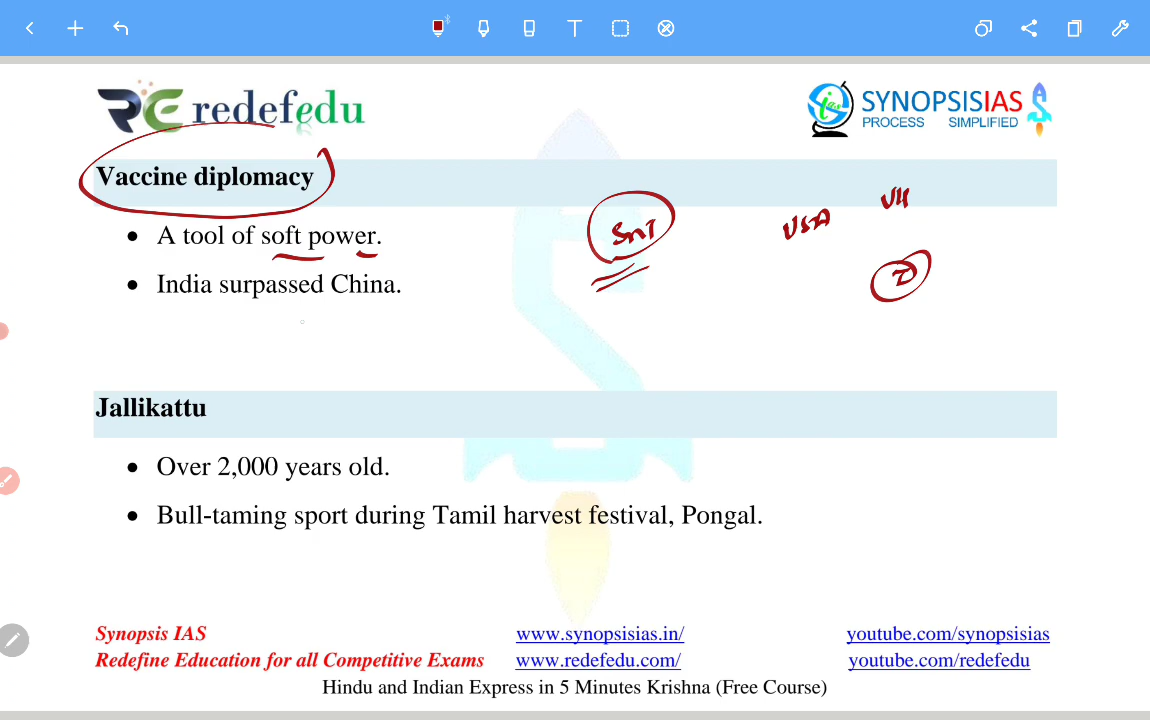 redefedu
SYNOPSISIAS
PROCESS SIMPLIFIED
Vaccine diplomacy
• A tool of soft power.
• India surpassed China.
SnT
USA
UK
I
Jallikattu
• Over 2,000 years old.
• Bull-taming sport during Tamil harvest festival, Pongal.
Synopsis IAS www.synopsisias.in/ youtube.com/synopsisias
Redefine Education for all Competitive Exams www.redefedu.com/ youtube.com/redefedu
Hindu and Indian Express in 5 Minutes Krishna (Free Course)